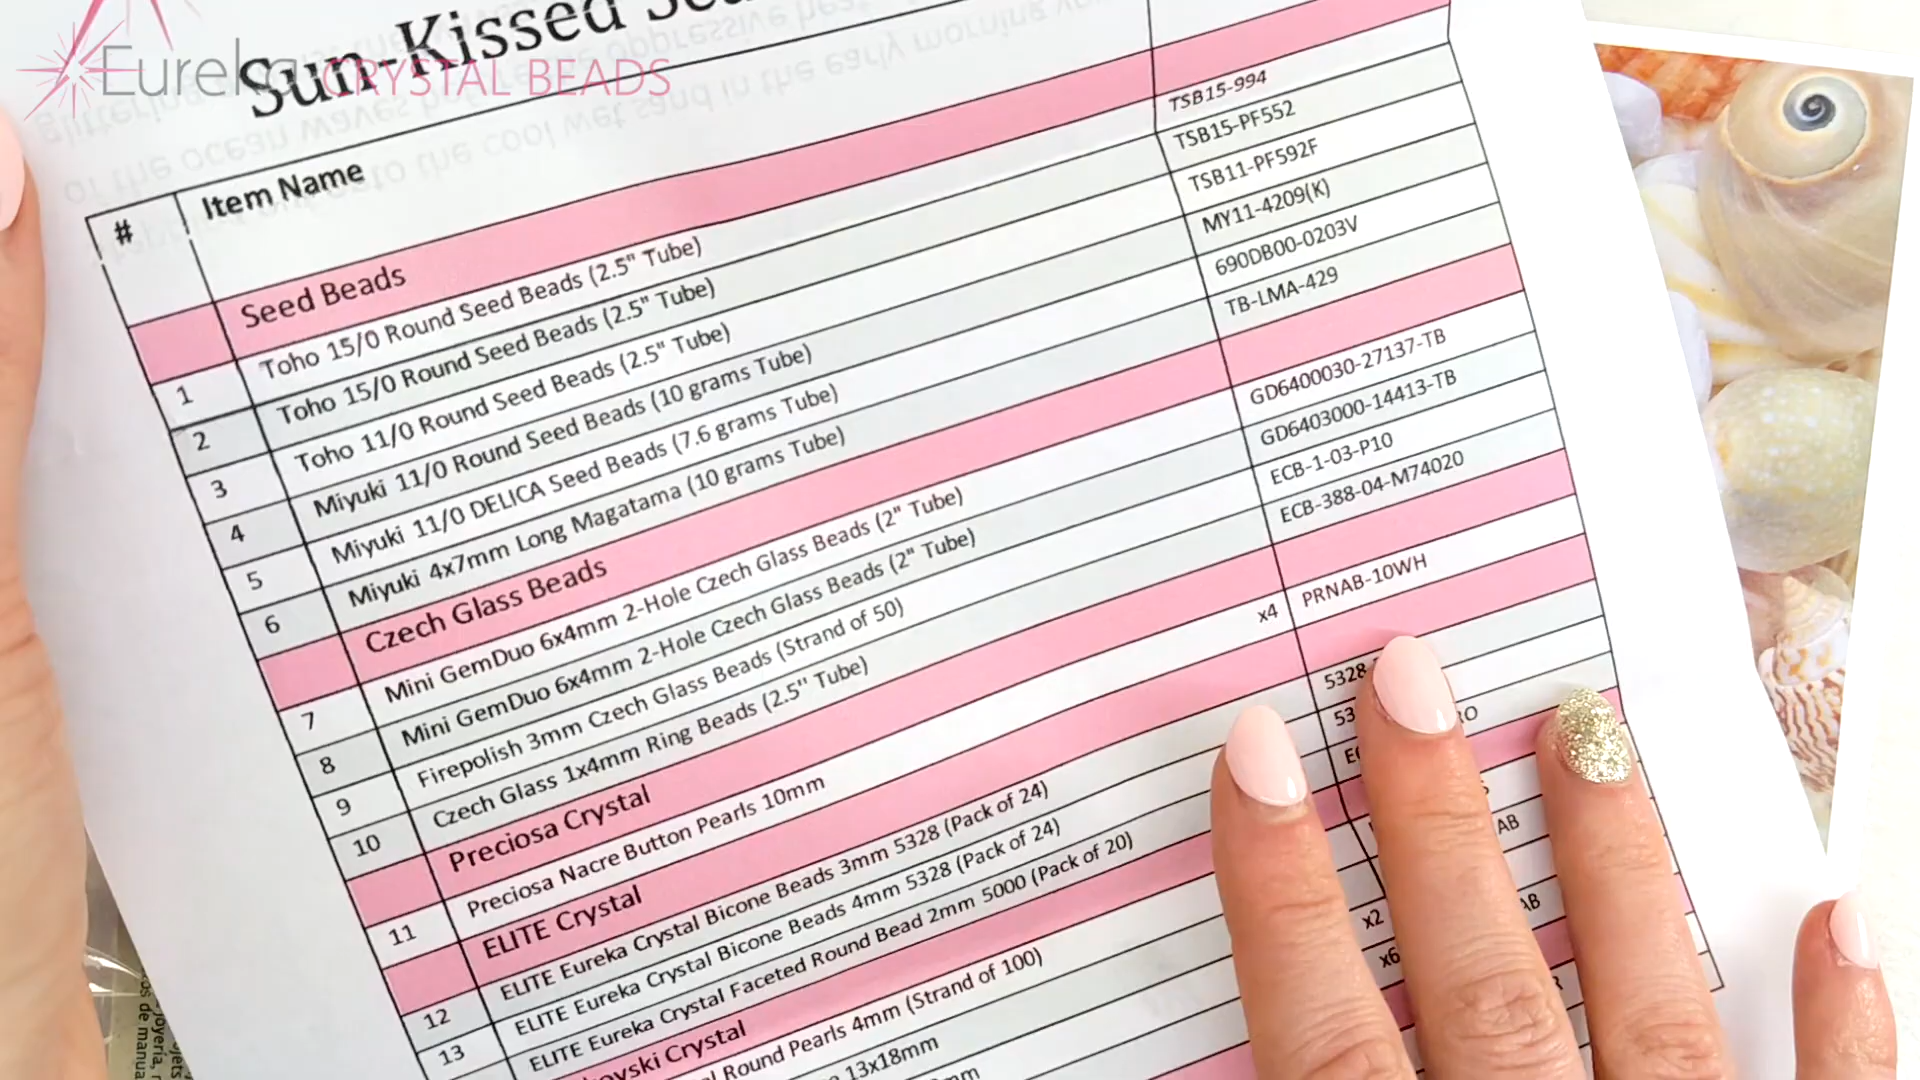 Eureka CRYSTAL BEADS
Sun-Kissed
# Item Name
Seed Beads
1 Toho 15/0 Round Seed Beads (2.5" Tube) TSB15-994
2 Toho 15/0 Round Seed Beads (2.5" Tube) TSB15-PF552
3 Toho 11/0 Round Seed Beads (2.5" Tube) TSB11-PF592F
4 Miyuki 11/0 Round Seed Beads (10 grams Tube) MY11-4209(K)
5 Miyuki 11/0 DELICA Seed Beads (7.6 grams Tube) 690DB00-0203V
6 Miyuki 4x7mm Long Magatama (10 grams Tube) TB-LMA-429
Czech Glass Beads
7 Mini GemDuo 6x4mm 2-Hole Czech Glass Beads (2" Tube) GD6400030-27137-TB
8 Mini GemDuo 6x4mm 2-Hole Czech Glass Beads (2" Tube) GD6403000-14413-TB
9 Firepolish 3mm Czech Glass Beads (Strand of 50) ECB-1-03-P10
10 Czech Glass 1x4mm Ring Beads (2.5" Tube) ECB-388-04-M74020
Preciosa Crystal
11 Preciosa Nacre Button Pearls 10mm x4 PRNAB-10WH
ELITE Crystal
12 ELITE Eureka Crystal Bicone Beads 3mm 5328 (Pack of 24) 5328
13 ELITE Eureka Crystal Bicone Beads 4mm 5328 (Pack of 24)
ELITE Eureka Crystal Faceted Round Bead 2mm 5000 (Pack of 20)
Crystal
Round Pearls 4mm (Strand of 100)
13x18mm x2
x6